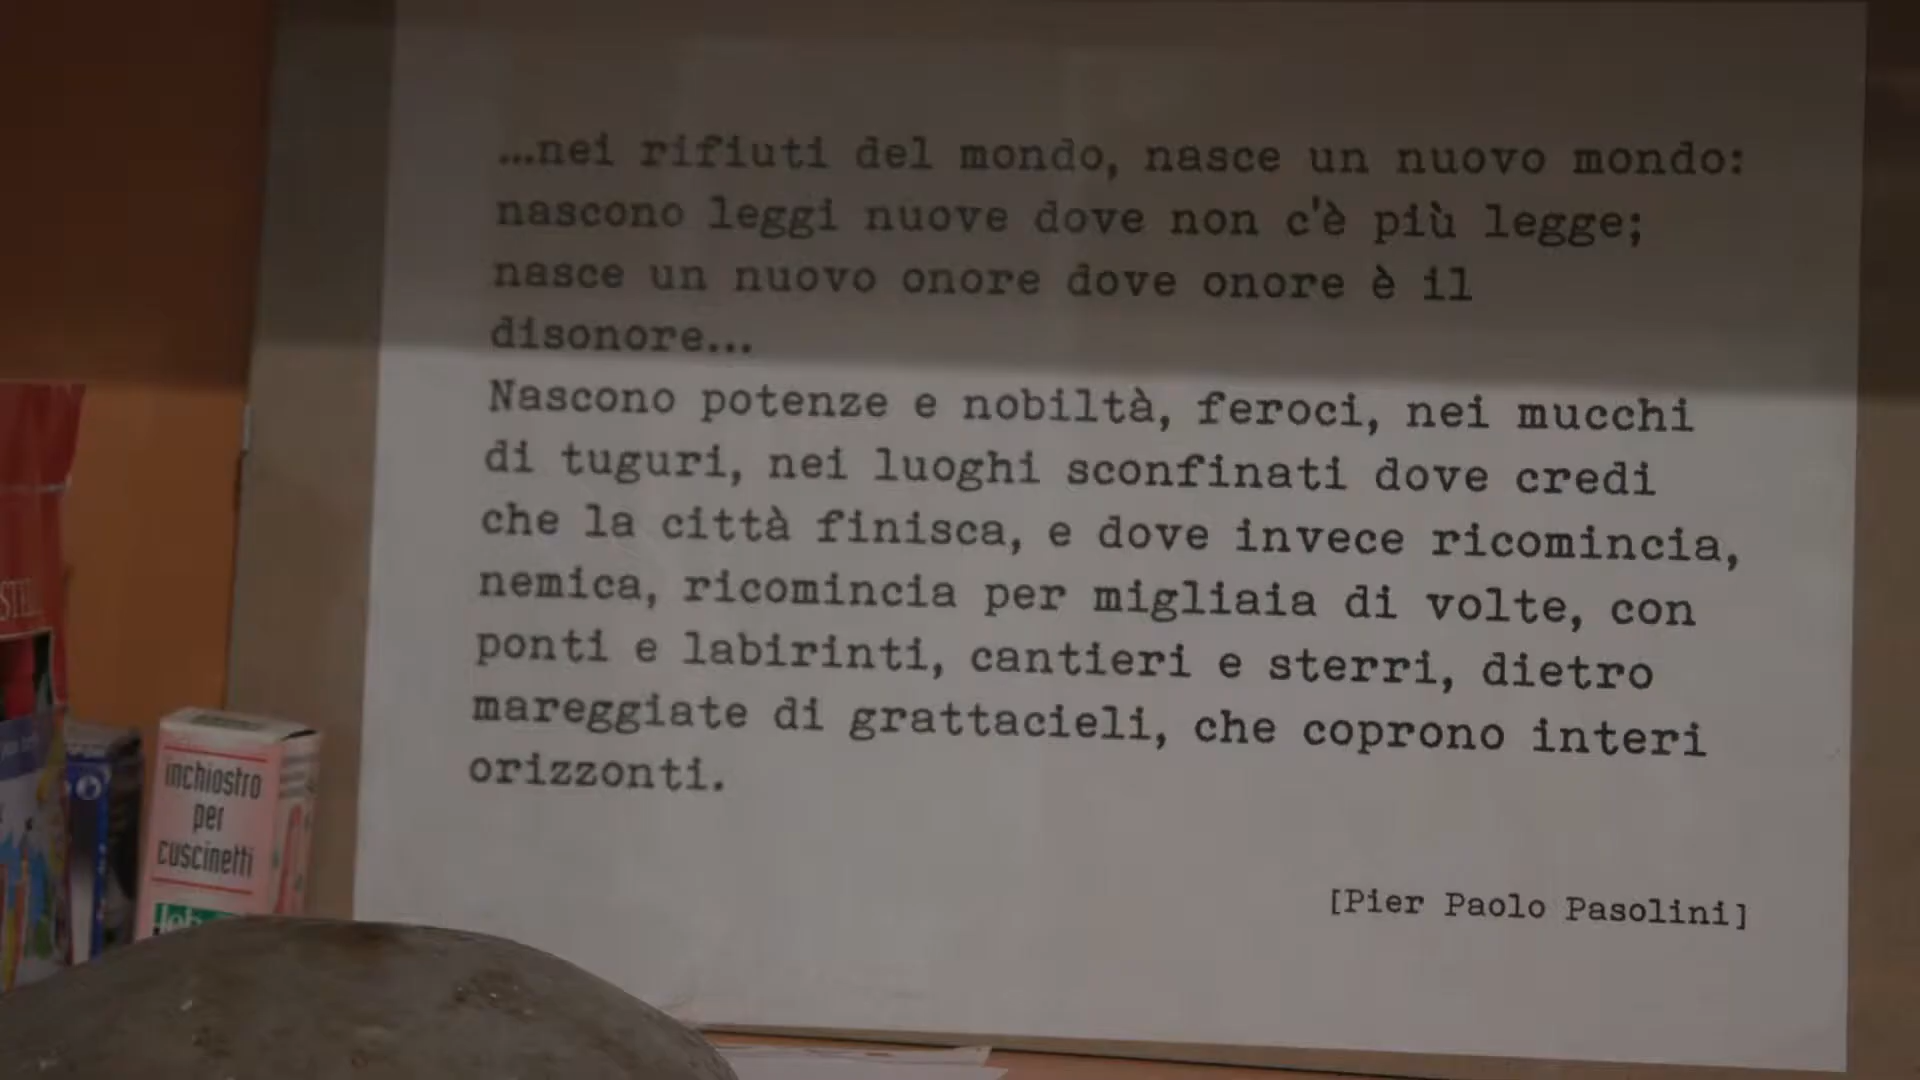 …nei rifiuti del mondo, nasce un nuovo mondo:
nascono leggi nuove dove non c'è più legge;
nasce un nuovo onore dove onore è il
disonore…
Nascono potenze e nobiltà, feroci, nei mucchi
di tuguri, nei luoghi sconfinati dove credi
che la città finisca, e dove invece ricomincia,
nemica, ricomincia per migliaia di volte, con
ponti e labirinti, cantieri e sterri, dietro
mareggiate di grattacieli, che coprono interi
orizzonti.
[Pier Paolo Pasolini]
inchiostro
per
cuscinetti